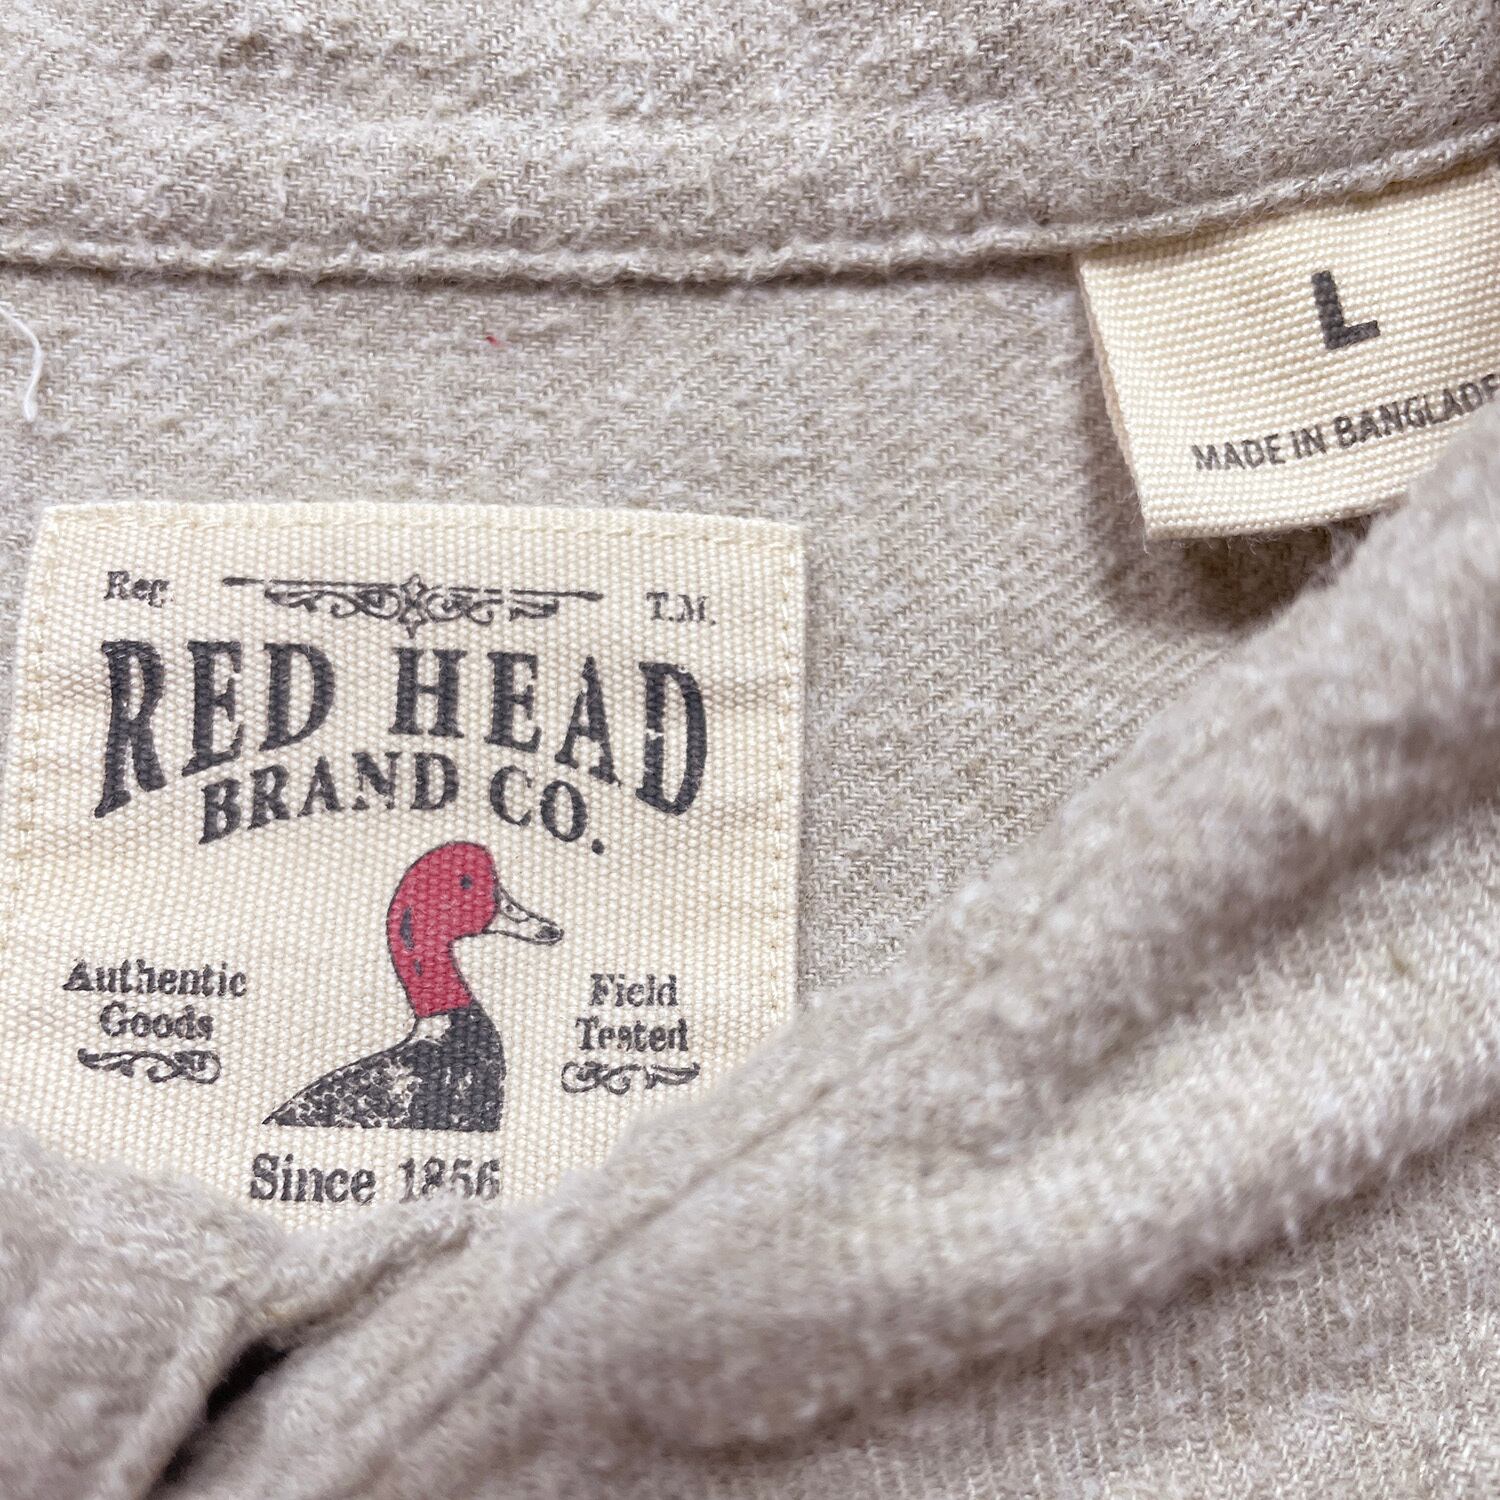 L
MADE IN BANGLADE
Reg. T.M.
RED HEAD
BRAND CO.
Authentic
Goods
Field
Tested
Since 1856